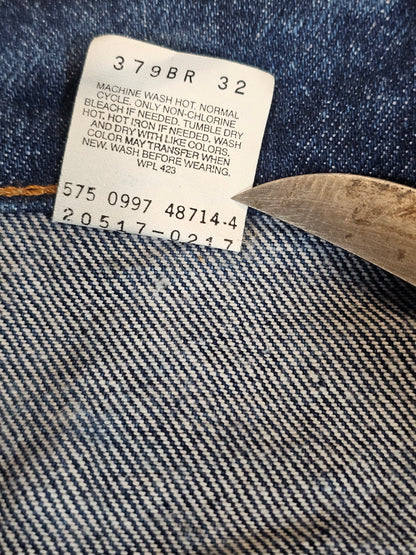 379BR 32
MACHINE WASH HOT. NORMAL
CYCLE, ONLY NON-CHLORINE
BLEACH IF NEEDED. TUMBLE DRY
HOT, HOT IRON IF NEEDED. WASH
AND DRY WITH LIKE COLORS,
COLOR MAY TRANSFER WHEN
NEW. WASH BEFORE WEARING.
WPL 423
575 0997 48714-4
20517-0217